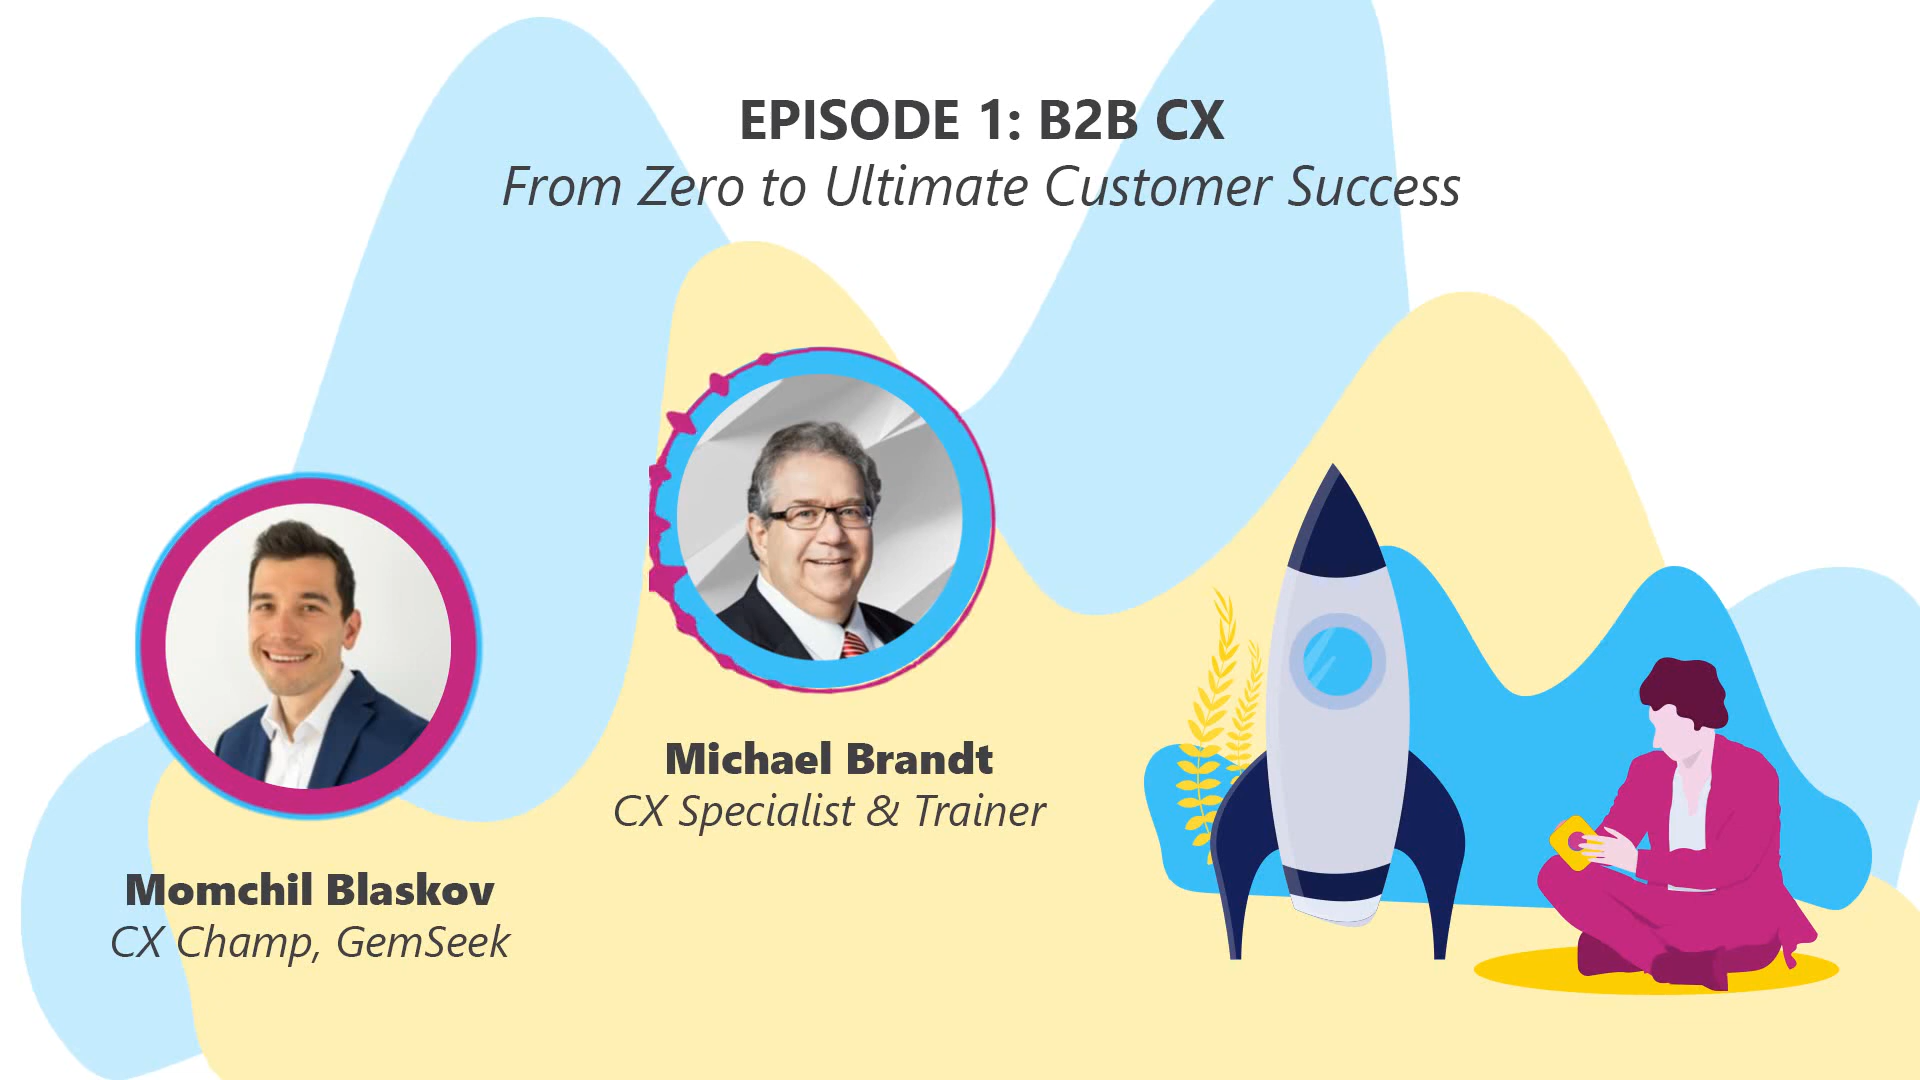 EPISODE 1: B2B CX
From Zero to Ultimate Customer Success
Michael Brandt
CX Specialist & Trainer
Momchil Blaskov
CX Champ, GemSeek